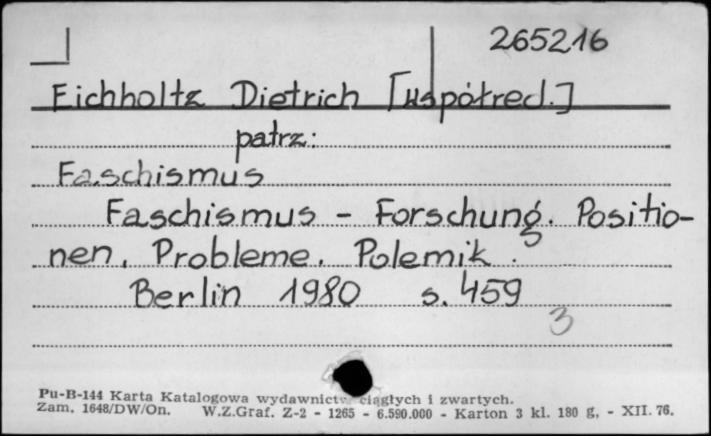 265216
Eichholtz Dietrich [współred.]
patrz:
Faschismus
Faschismus - Forschung. Positio-
nen, Probleme. Polemik.
Berlin 1980 s. 459
3
Pu-B-144 Karta Katalogowa wydawnictw ciągłych i zwartych.
Zam. 1648/DW/On. W.Z.Graf. Z-2 - 1265 - 6.590.000 - Karton 3 kl. 180 g, - XII. 76.